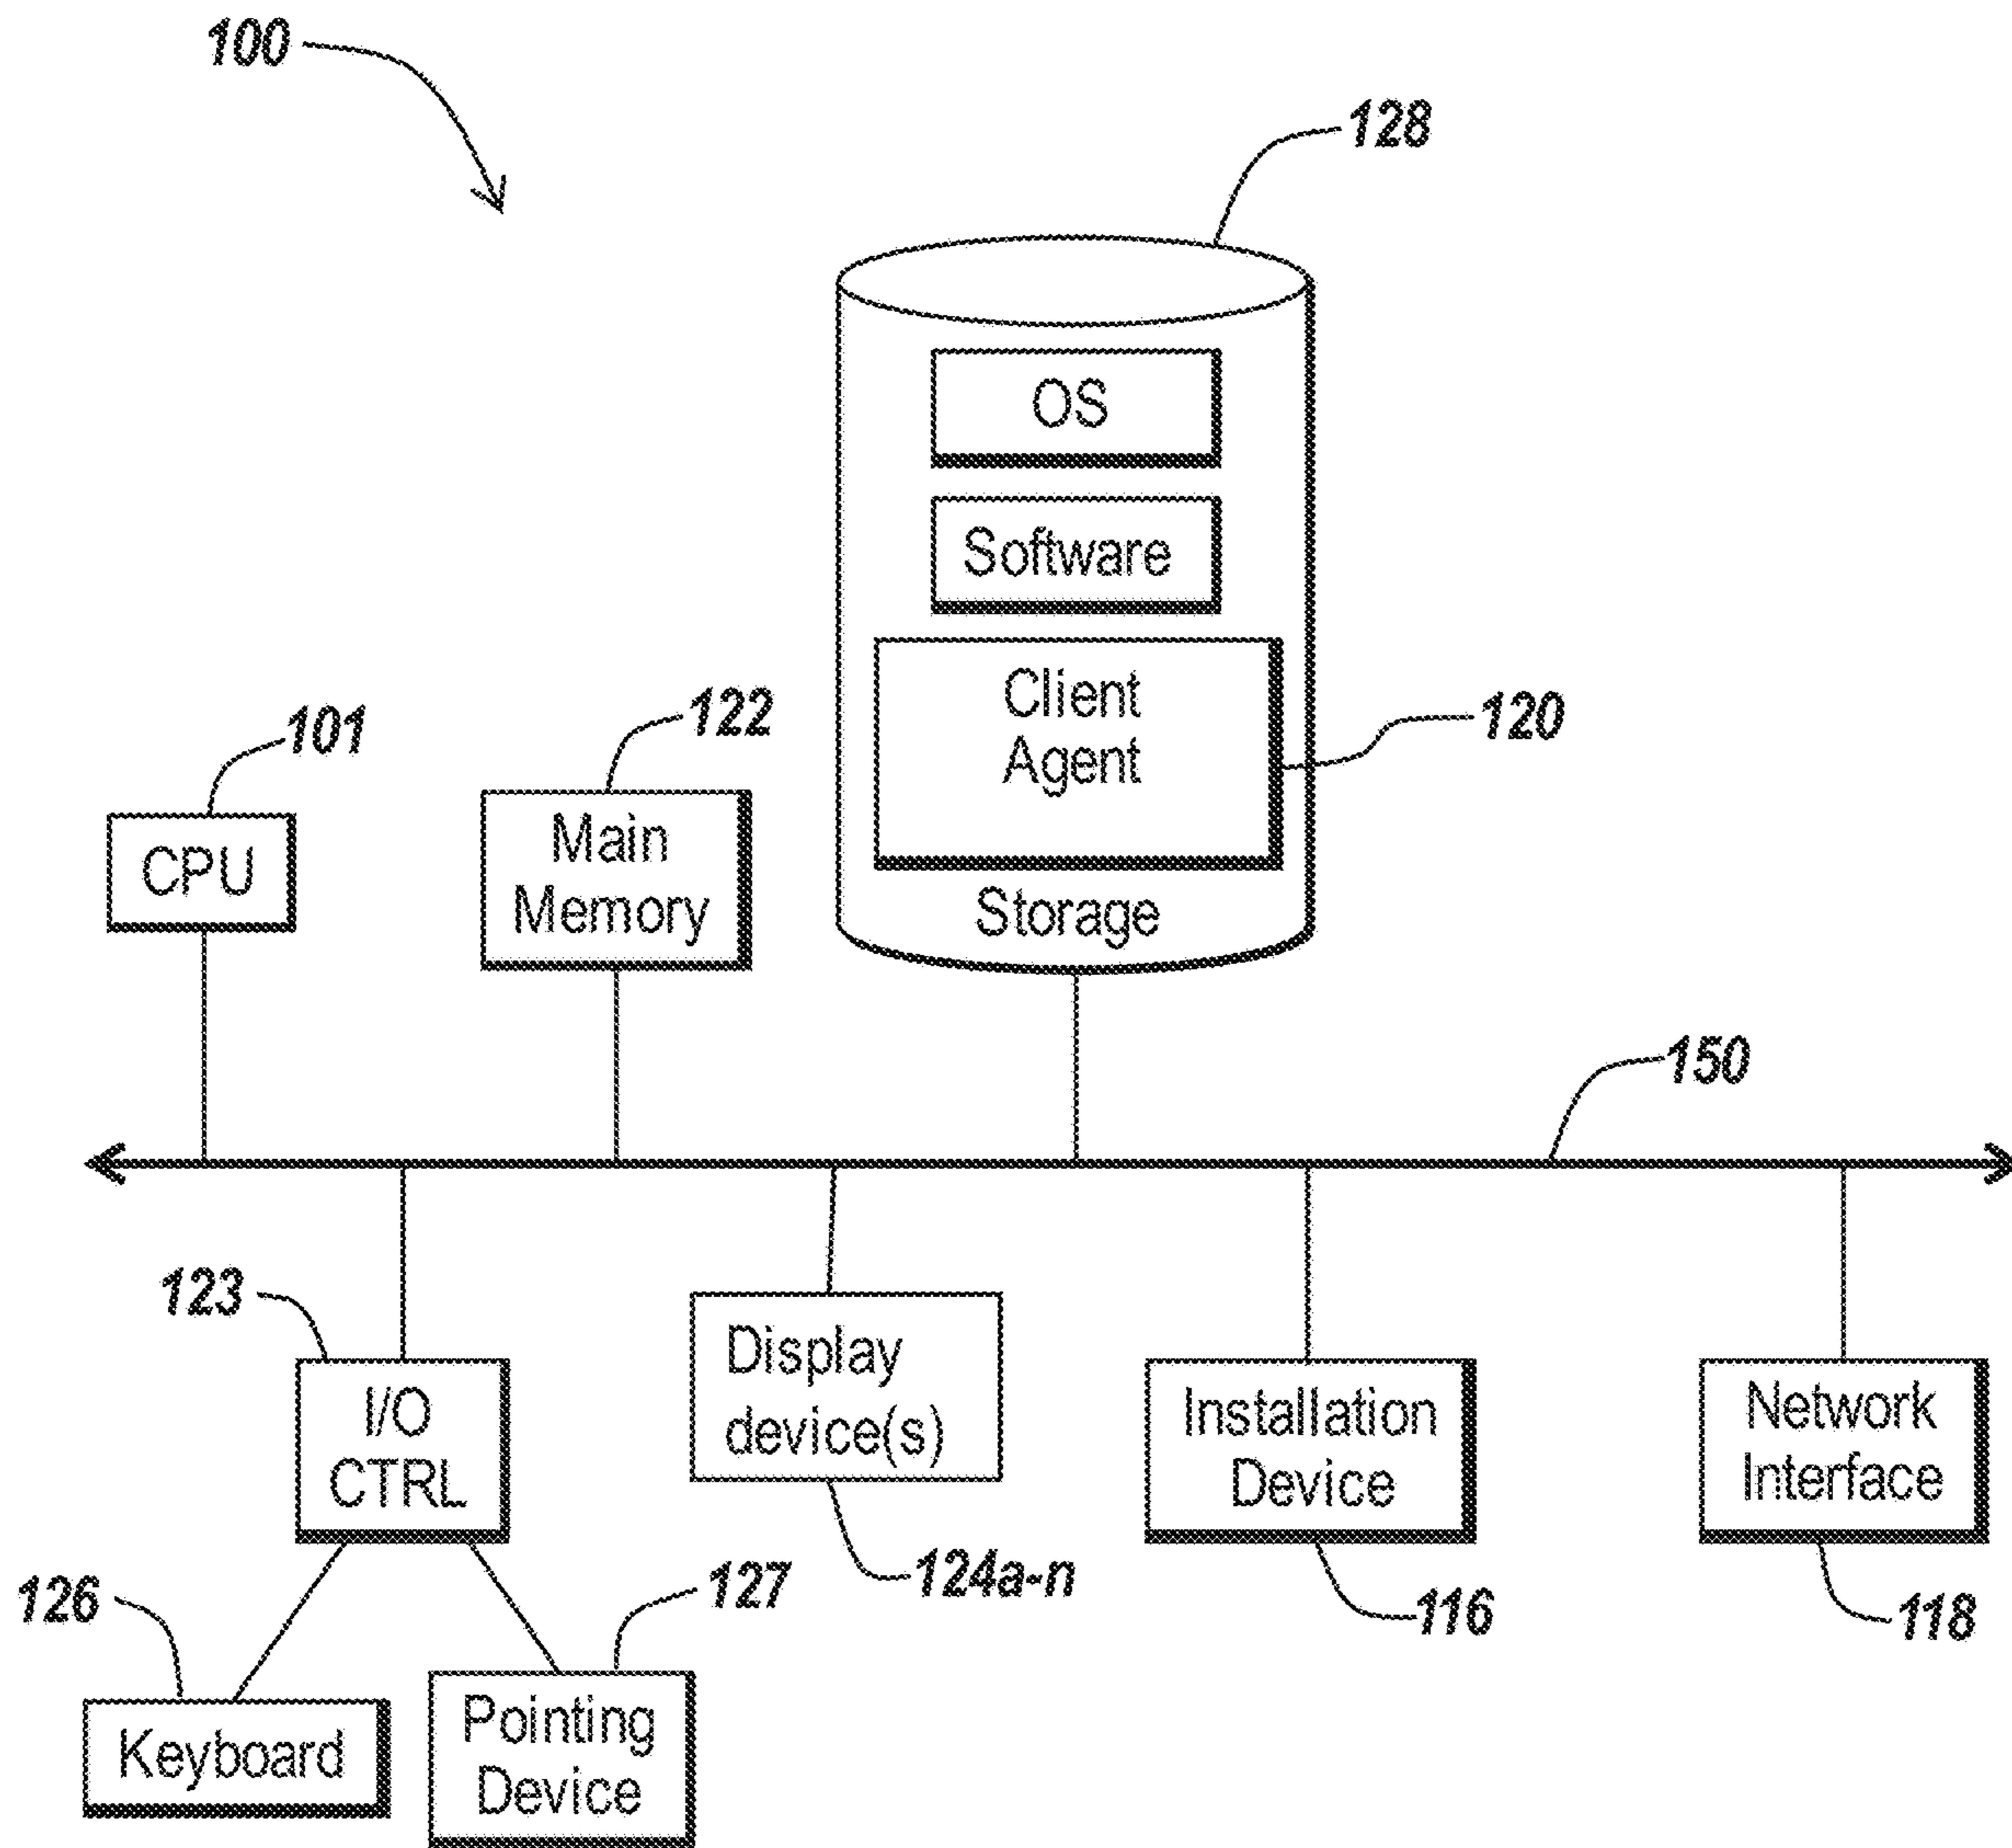 100
128
OS
Software
Client
Agent
120
Storage
101
CPU
122
Main
Memory
150
123
I/O
CTRL
Display
device(s)
124a-n
Installation
Device
116
Network
Interface
118
126
Keyboard
127
Pointing
Device